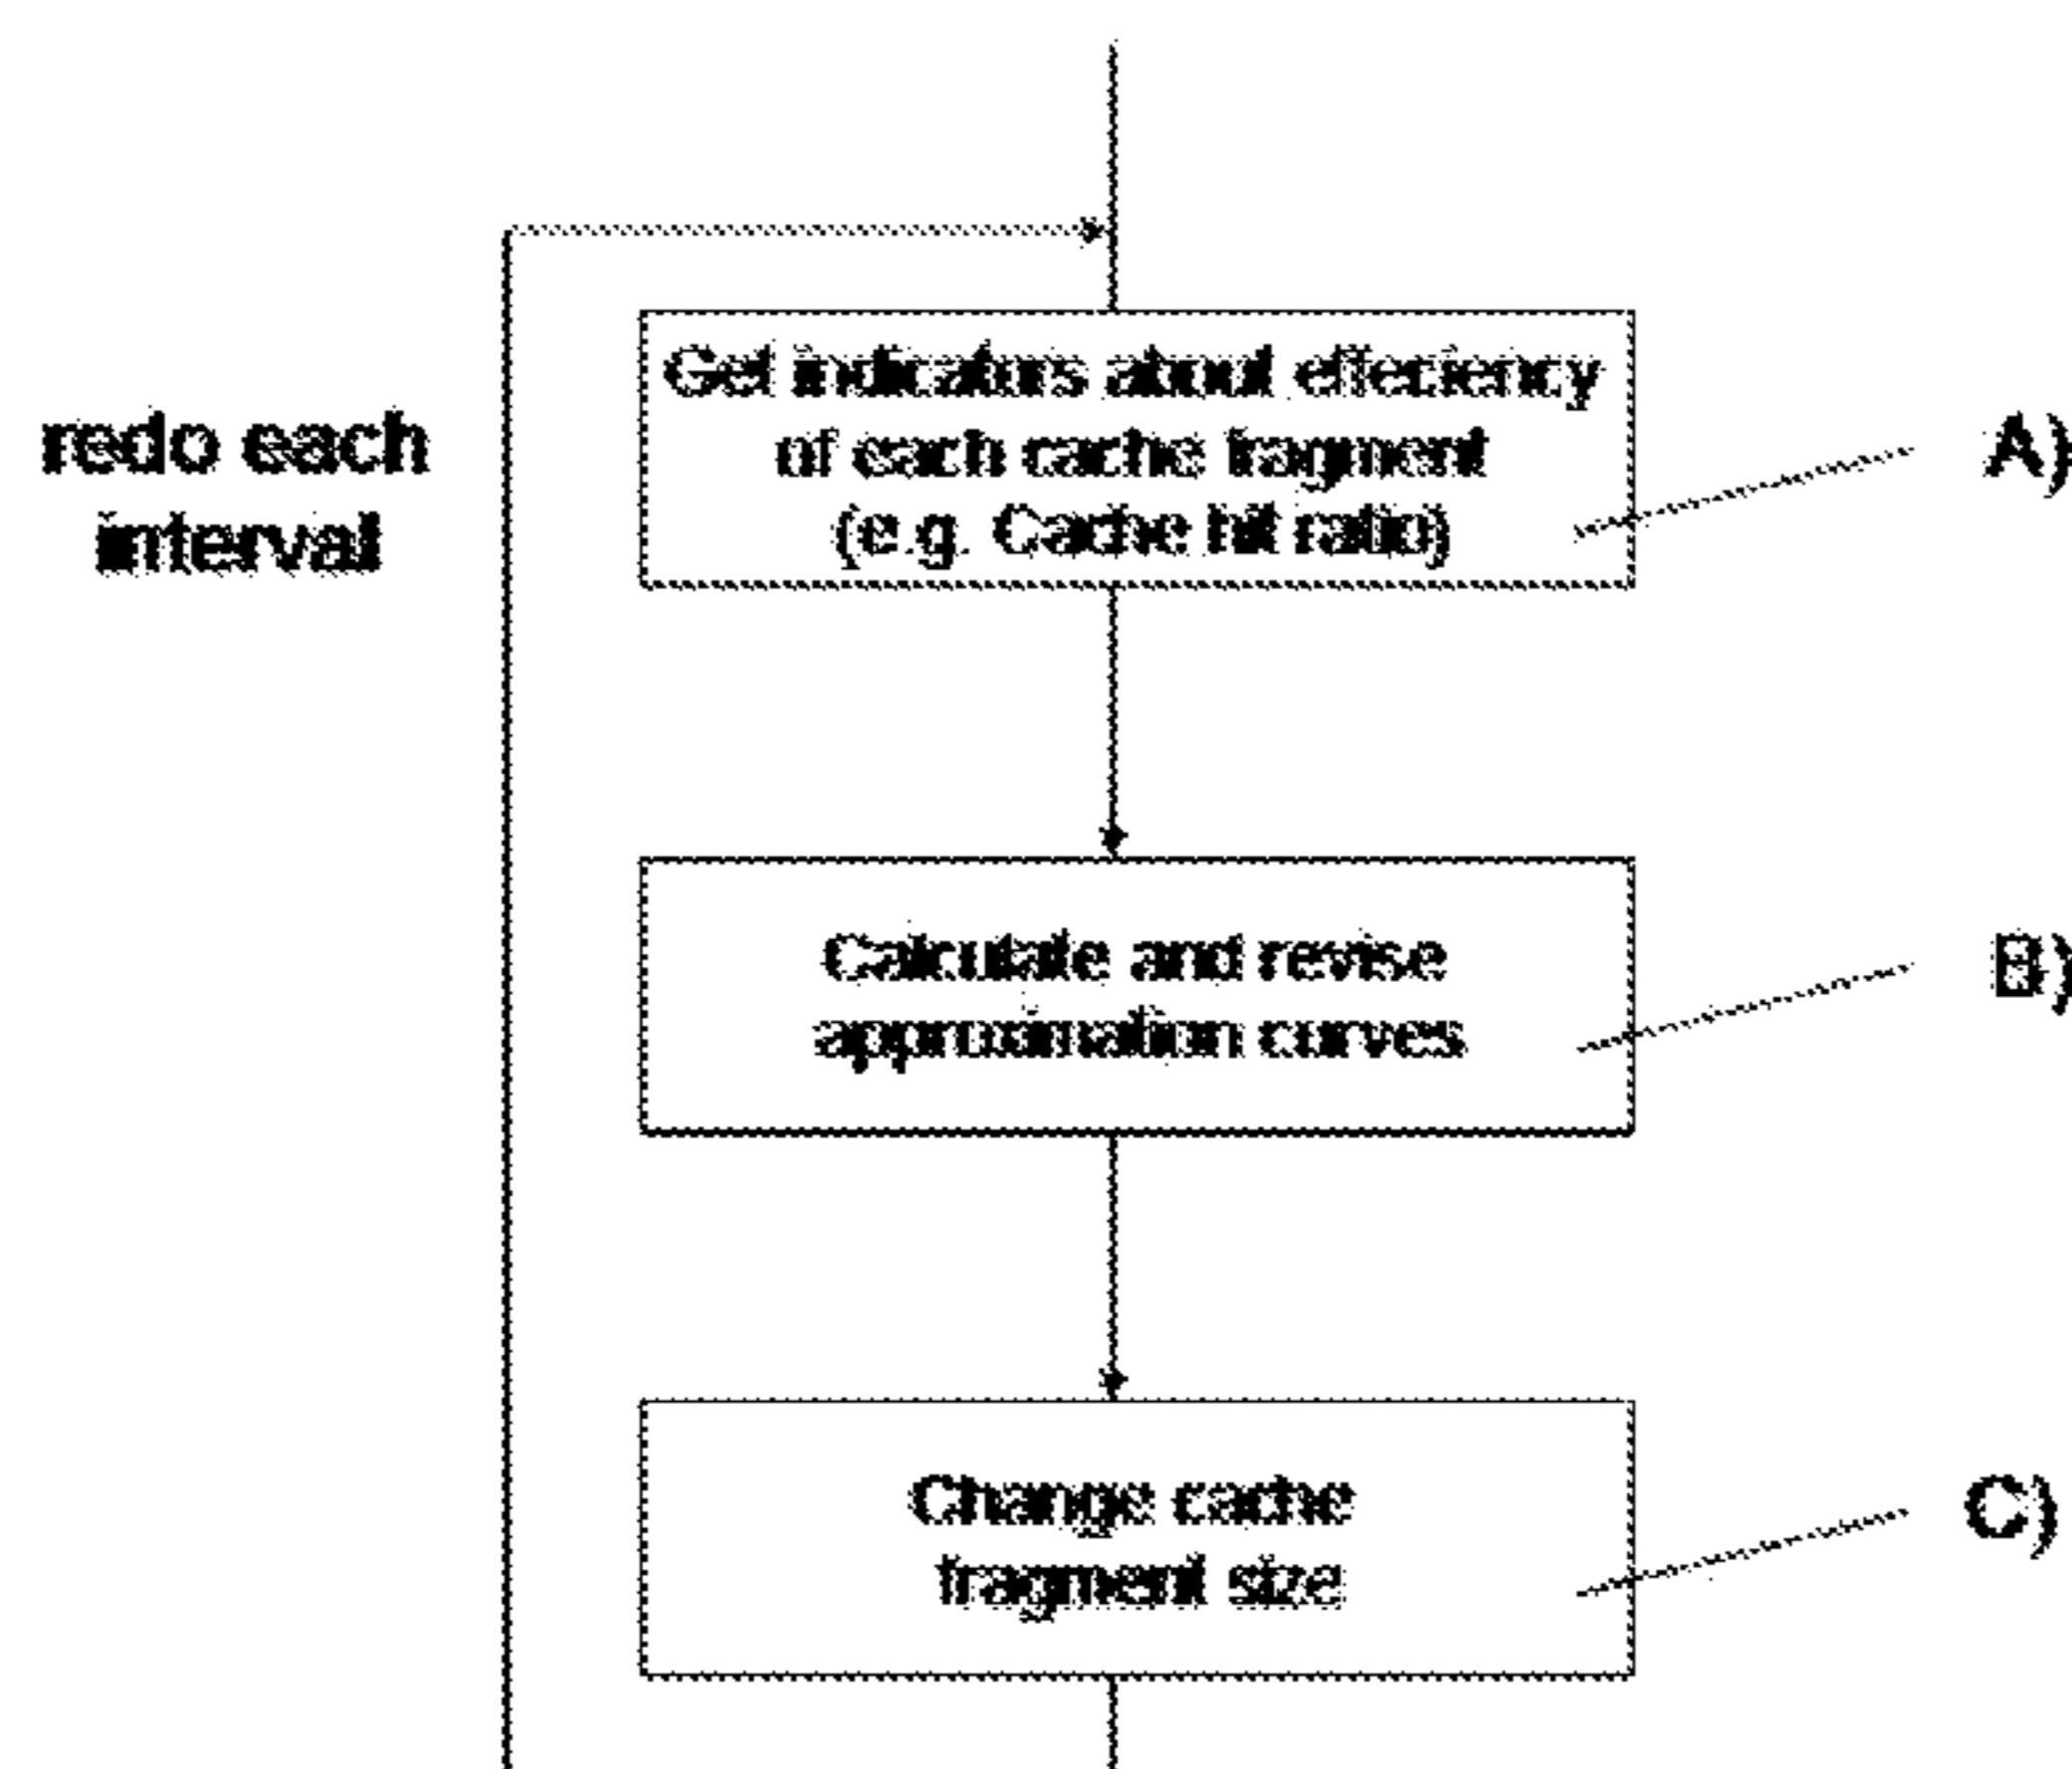 Get indicators about effeciency
of each cache fragment
(e.g. Cache hit ratio)
A)
redo each
interval
Calculate and revise
approximation curves
B)
Change cache
fragment size
C)